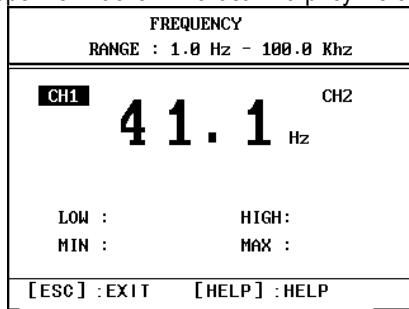 FREQUENCY
RANGE : 1.0 Hz - 100.0 Khz
CH1 CH2
41.1 Hz
LOW : HIGH:
MIN : MAX :
[ESC] :EXIT [HELP] :HELP